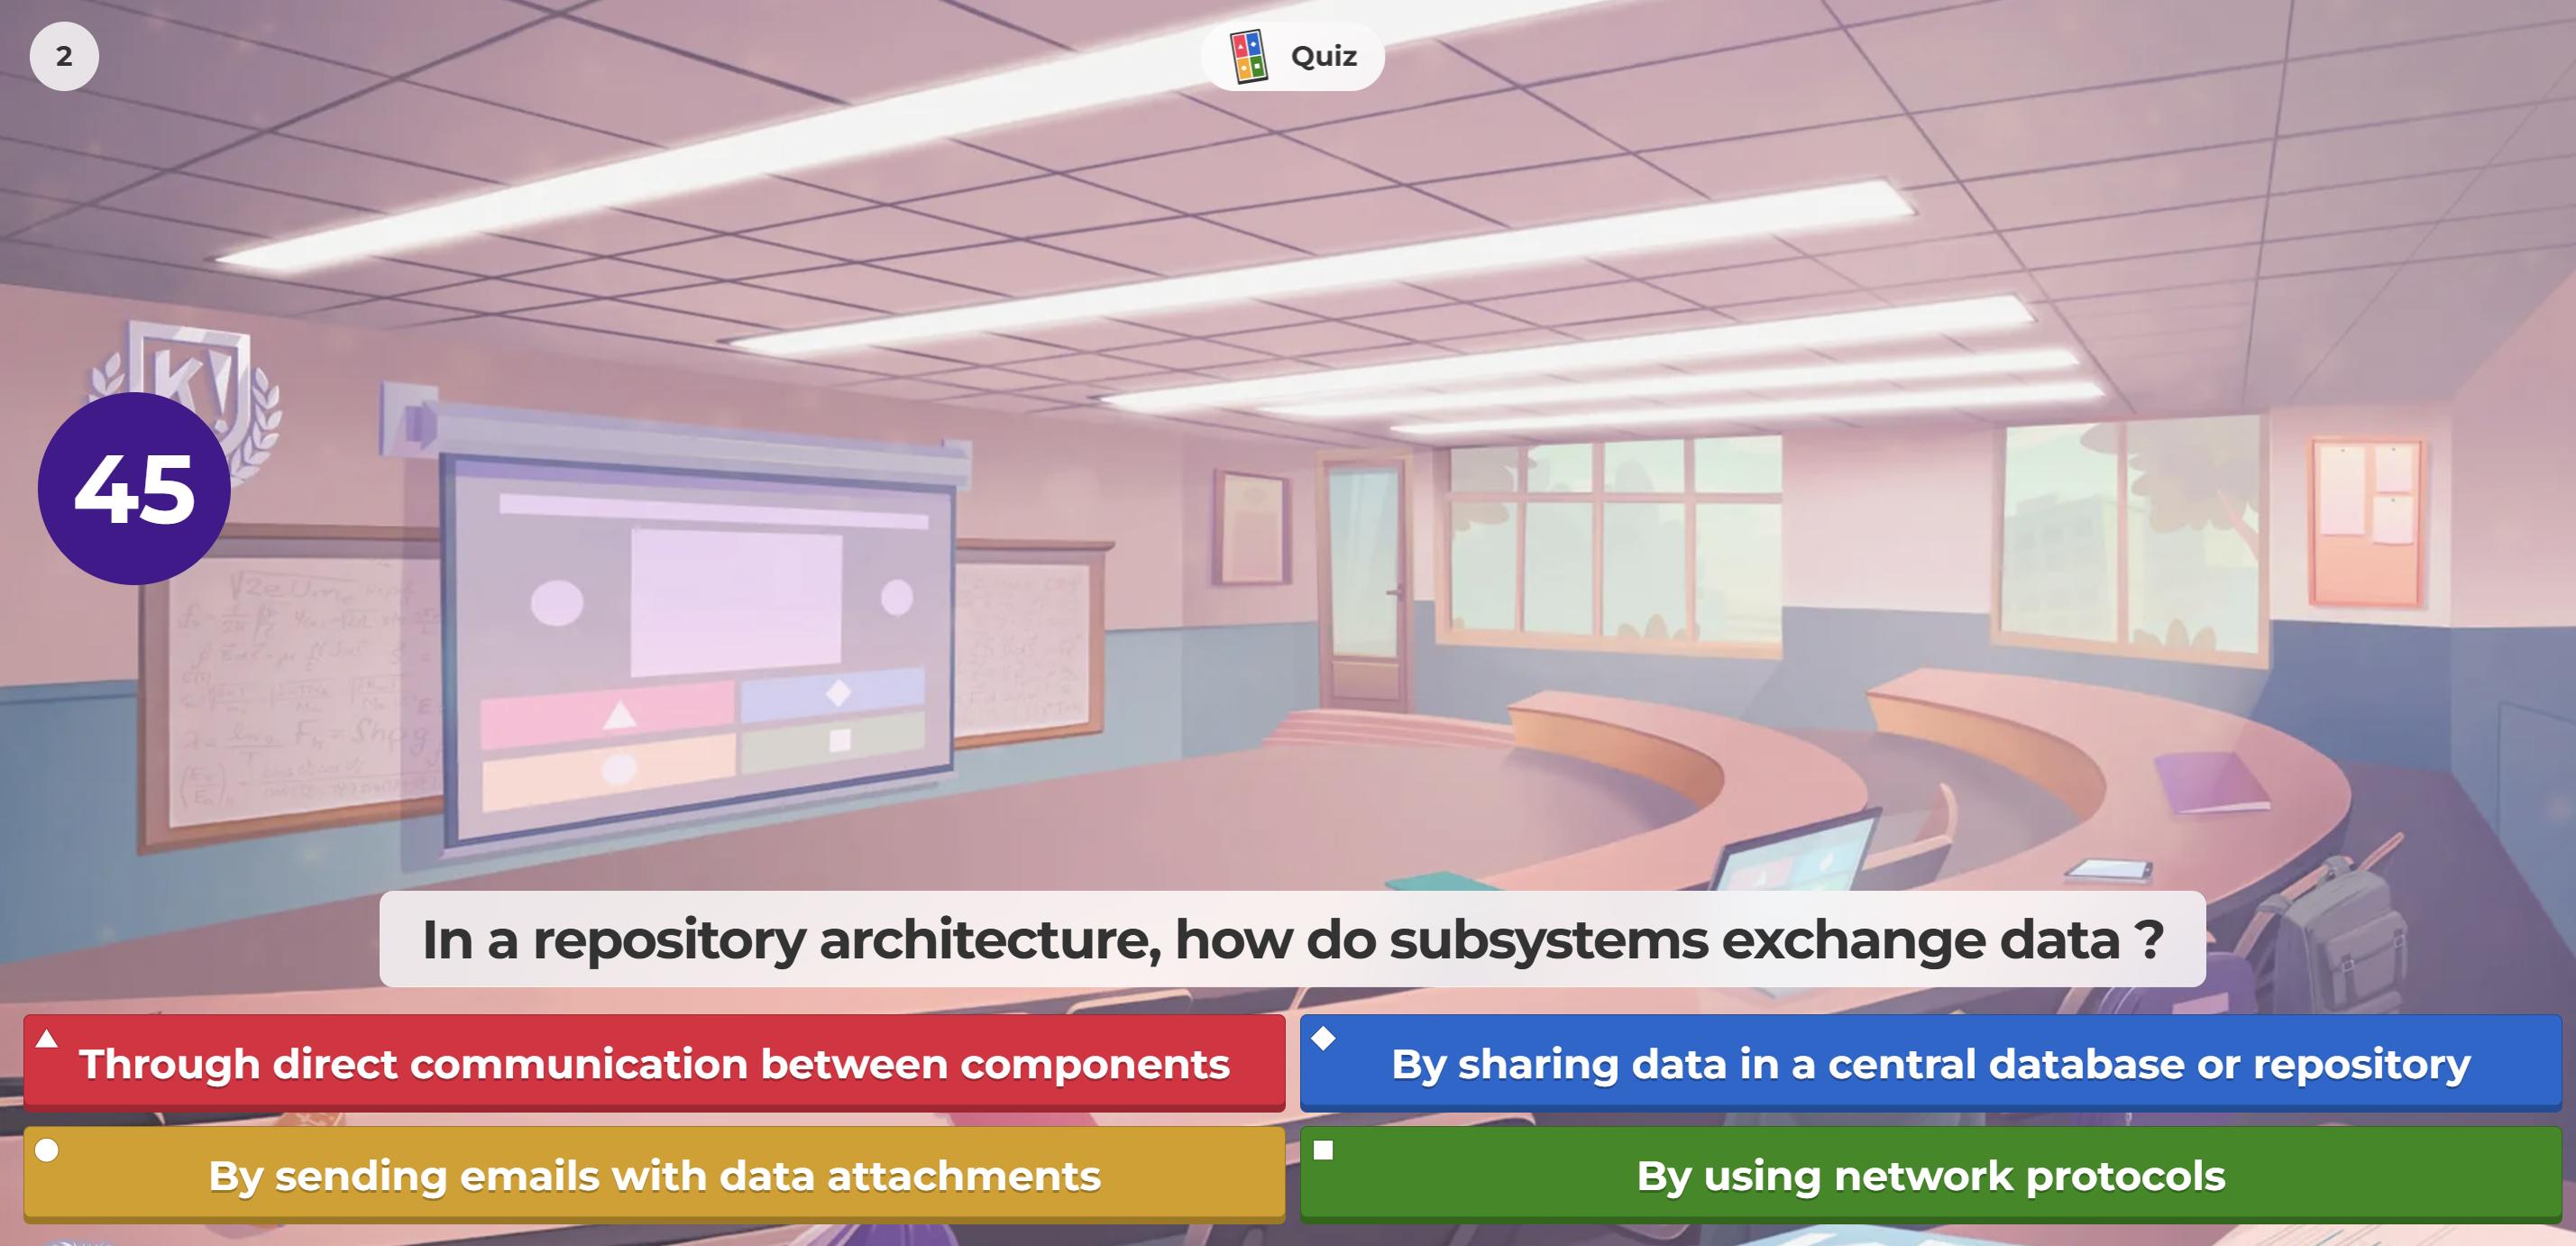 2
Quiz
K!
45
In a repository architecture, how do subsystems exchange data ?
Through direct communication between components
By sharing data in a central database or repository
By sending emails with data attachments
By using network protocols